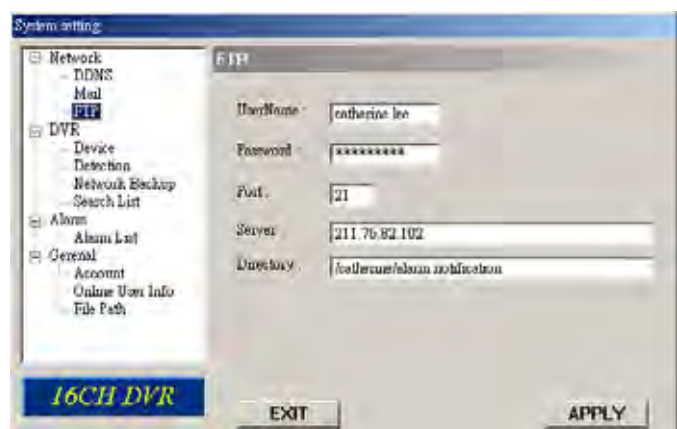 System setting
Network
DDNS
Mail
FTP
DVR
Device
Detection
Network Backup
Search List
Alarm
Alarm List
Gerenal
Account
Online User Info
File Path
16CH DVR
FTP
UserName : catherine lee
Password : *********
Port : 21
Server 211.76.82.102
Directory /catherine/alarm notification
EXIT APPLY